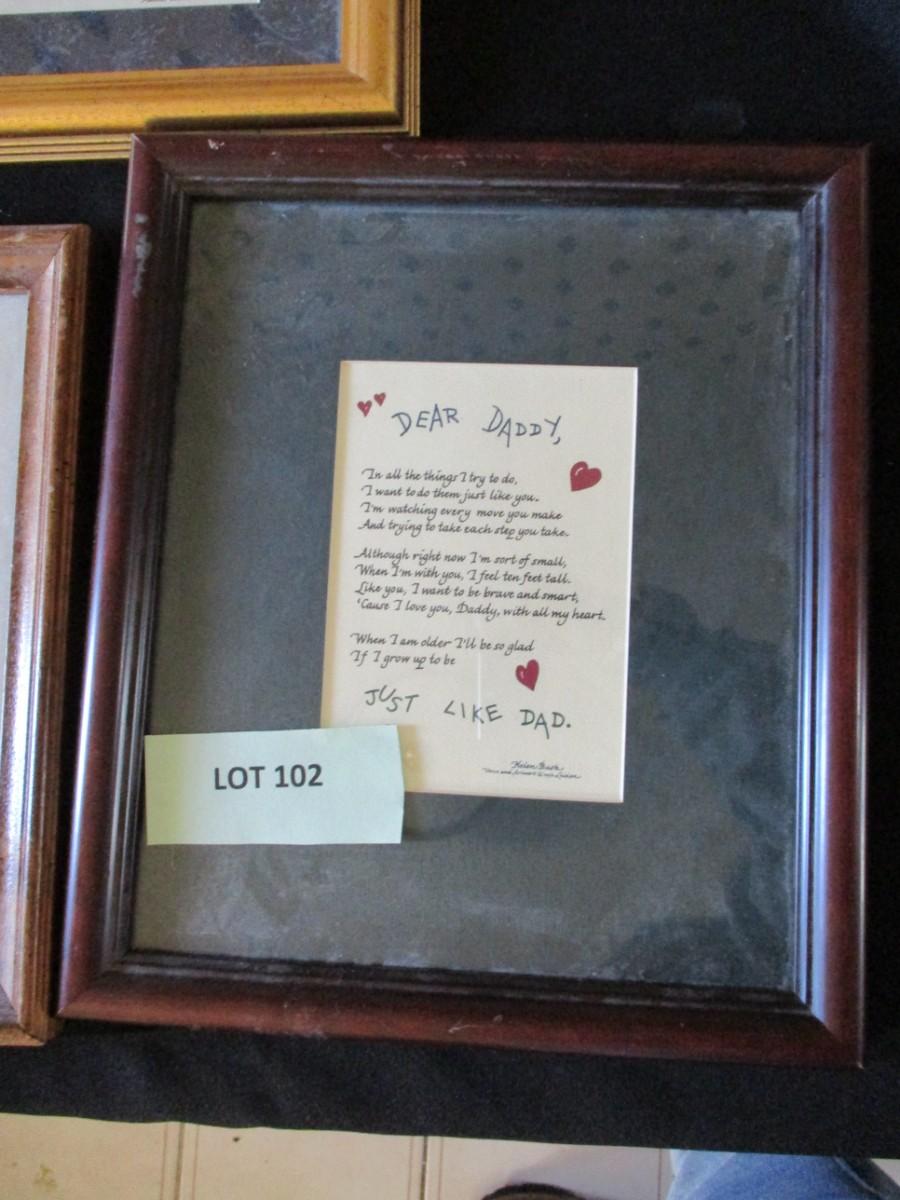 DEAR DADDY,
In all the things I try to do,
I want to do them just like you.
I'm watching every move you make
And trying to take each step you take.
Although right now I'm sort of small,
When I'm with you, I feel ten feet tall.
Like you, I want to be brave and smart,
'Cause I love you, Daddy, with all my heart.
When I am older I'll be so glad
If I grow up to be
JUST LIKE DAD.
Helen Bush
LOT 102